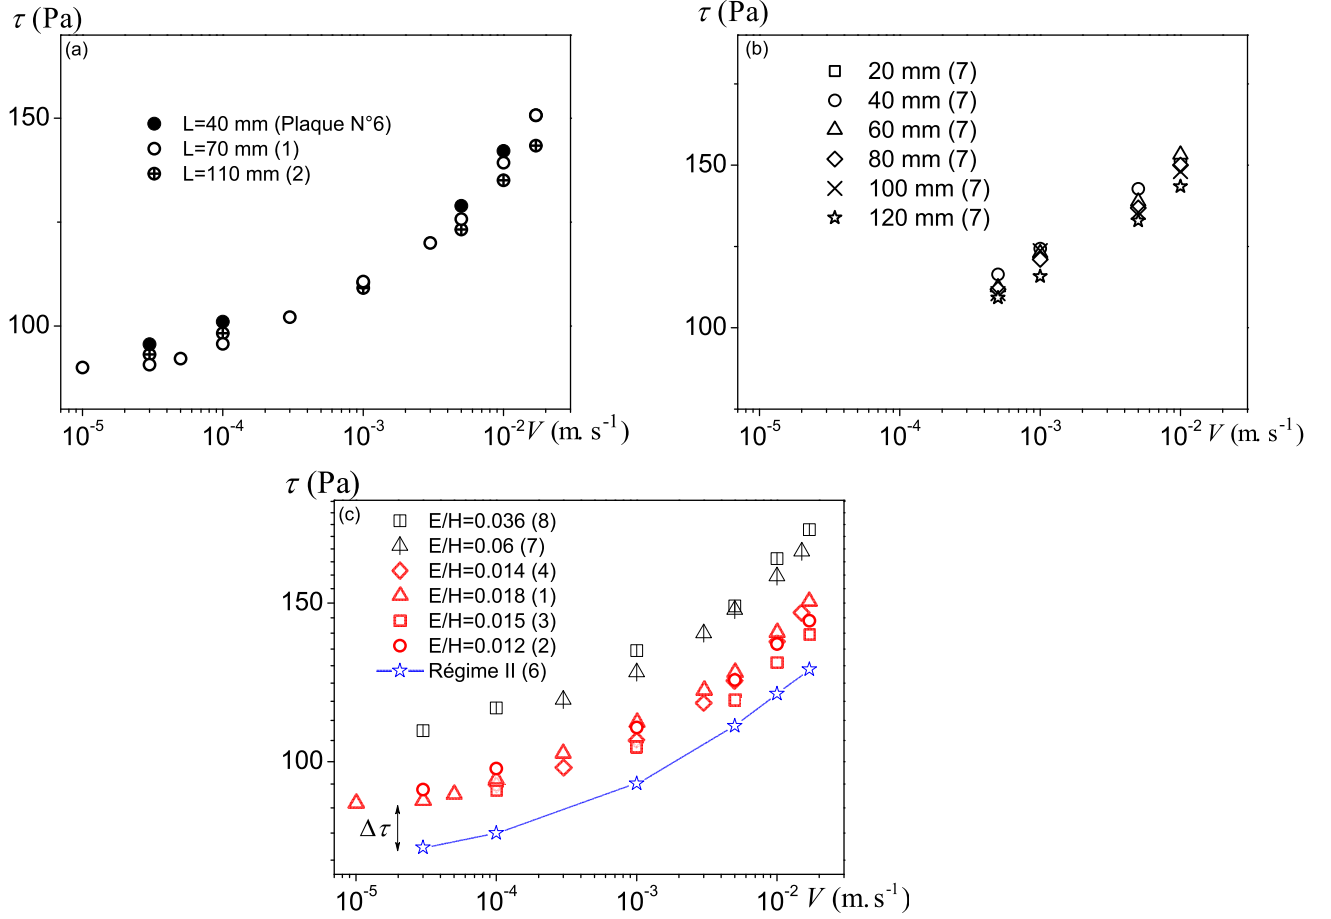 τ (Pa)
(a)
L=40 mm (Plaque N°6)
L=70 mm (1)
L=110 mm (2)
150
100
10⁻⁵
10⁻⁴
10⁻³
10⁻²
V (m. s⁻¹)
τ (Pa)
(b)
20 mm (7)
40 mm (7)
60 mm (7)
80 mm (7)
100 mm (7)
120 mm (7)
150
100
10⁻⁵
10⁻⁴
10⁻³
10⁻²
V (m. s⁻¹)
τ (Pa)
(c)
E/H=0.036 (8)
E/H=0.06 (7)
E/H=0.014 (4)
E/H=0.018 (1)
E/H=0.015 (3)
E/H=0.012 (2)
Régime II (6)
150
100
Δτ
10⁻⁵
10⁻⁴
10⁻³
10⁻²
V (m. s⁻¹)